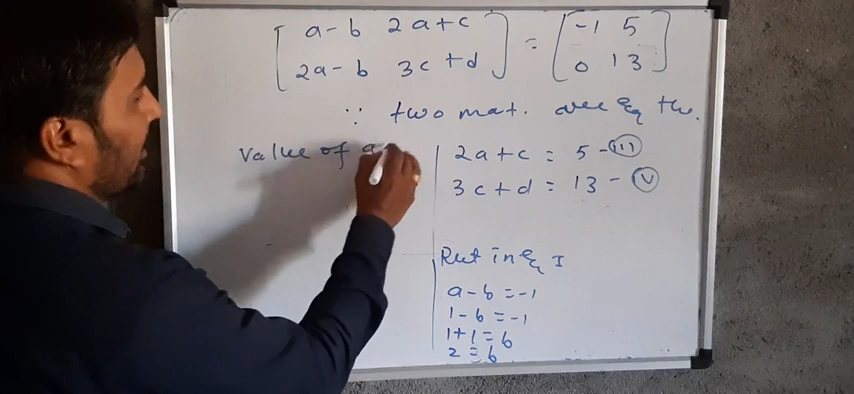 a - b 2a + c = -1 5
2a - b 3c + d 0 13
∵ two mat. are Eq th.
value of a
2a + c = 5 - (III)
3c + d = 13 - (V)
Put in Eq I
a - b = -1
1 - b = -1
1 + 1 = b
2 = b